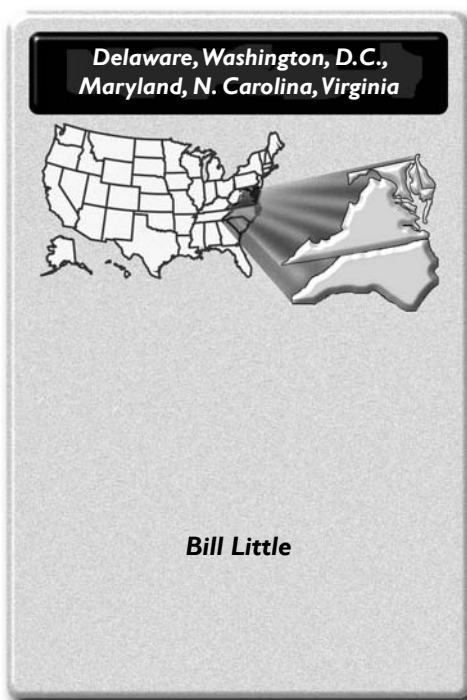 Delaware, Washington, D.C.,
Maryland, N. Carolina, Virginia
Bill Little